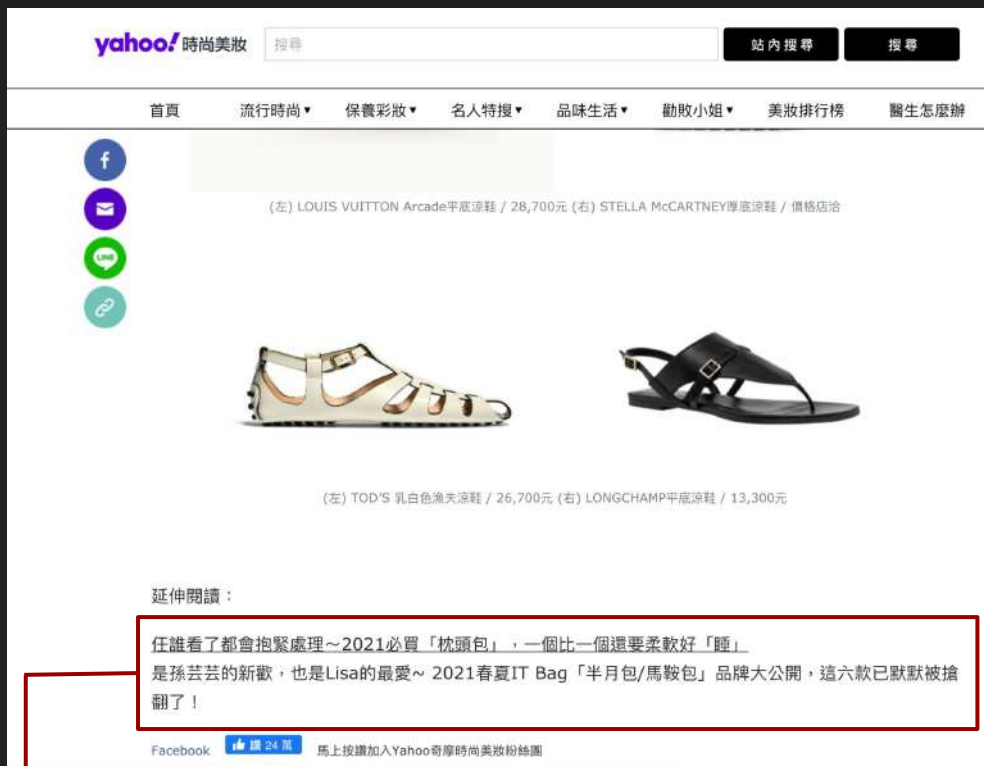 yahoo! 時尚美妝 搜尋 站內搜尋 搜尋
首頁 流行時尚▾ 保養彩妝▾ 名人特搜▾ 品味生活▾ 勸敗小姐▾ 美妝排行榜 醫生怎麼辦
f
LINE
(左) LOUIS VUITTON Arcade平底涼鞋 / 28,700元 (右) STELLA McCARTNEY厚底涼鞋 / 價格店洽
(左) TOD'S 乳白色漁夫涼鞋 / 26,700元 (右) LONGCHAMP平底涼鞋 / 13,300元
延伸閱讀：
任誰看了都會抱緊處理~2021必買「枕頭包」，一個比一個還要柔軟好「睡」
是孫芸芸的新歡，也是Lisa的最愛~ 2021春夏IT Bag「半月包/馬鞍包」品牌大公開，這六款已默默被搶
翻了！
Facebook 讚 24 萬 馬上按讚加入Yahoo奇摩時尚美妝粉絲團